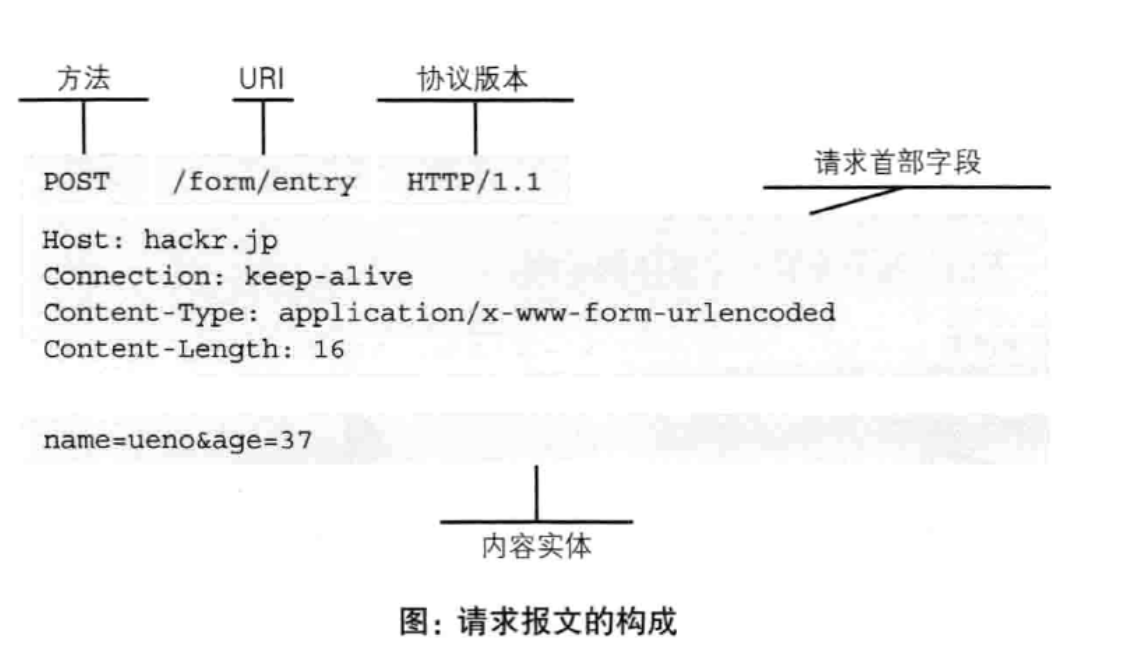 方法 URI 协议版本
请求首部字段
POST /form/entry HTTP/1.1
Host: hackr.jp
Connection: keep-alive
Content-Type: application/x-www-form-urlencoded
Content-Length: 16
name=ueno&age=37
内容实体
图：请求报文的构成